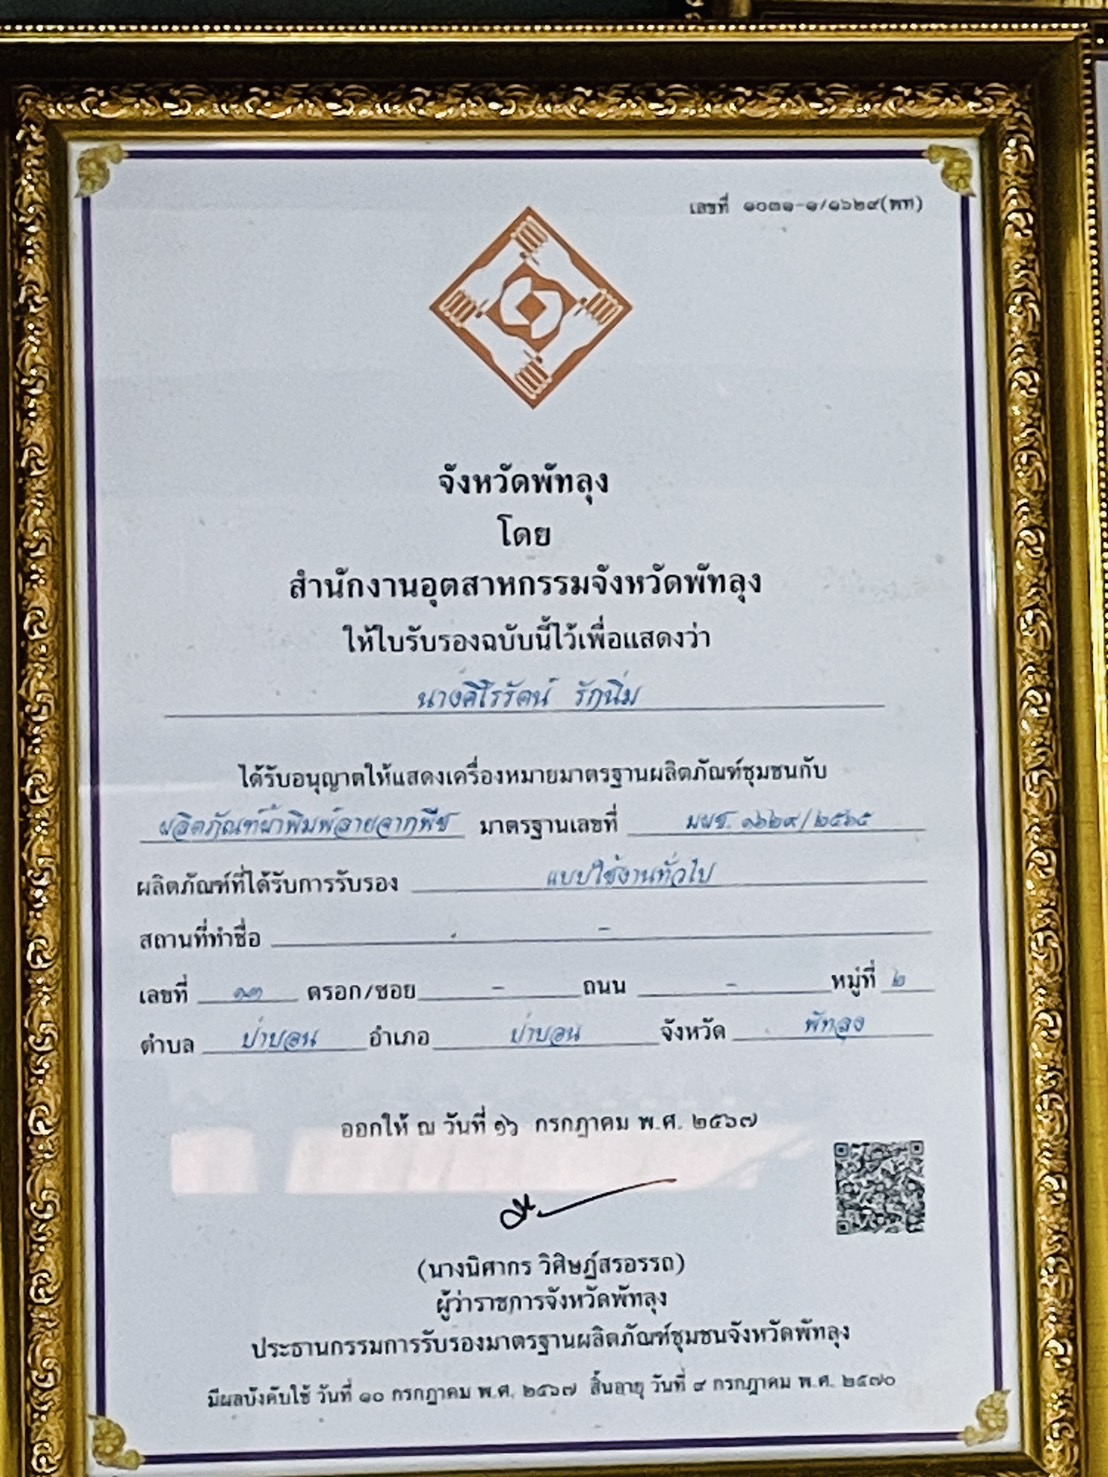 เลขที่ ๑๐๓๑-๑/๑๖๒๙(พท)
มผช
มผช
มผช
มผช
จังหวัดพัทลุง
โดย
สำนักงานอุตสาหกรรมจังหวัดพัทลุง
ให้ใบรับรองฉบับนี้ไว้เพื่อแสดงว่า
นางศิโรรัตน์ รักนิ่ม
ได้รับอนุญาตให้แสดงเครื่องหมายมาตรฐานผลิตภัณฑ์ชุมชนกับ
ผลิตภัณฑ์ผ้าพิมพ์ลายจากพืช มาตรฐานเลขที่ มผช. ๑๖๒๙/๒๕๖๕
ผลิตภัณฑ์ที่ได้รับการรับรอง แบบใช้งานทั่วไป
สถานที่ทำชื่อ -
เลขที่ ๑๓ ตรอก/ซอย - ถนน - หมู่ที่ ๒
ตำบล ป่าบอน อำเภอ ป่าบอน จังหวัด พัทลุง
ออกให้ ณ วันที่ ๑๖ กรกฎาคม พ.ศ. ๒๕๖๗
(นางนิศากร วิศิษฏ์สรอรรถ)
ผู้ว่าราชการจังหวัดพัทลุง
ประธานกรรมการรับรองมาตรฐานผลิตภัณฑ์ชุมชนจังหวัดพัทลุง
มีผลบังคับใช้ วันที่ ๑๐ กรกฎาคม พ.ศ. ๒๕๖๗ สิ้นอายุ วันที่ ๙ กรกฎาคม พ.ศ. ๒๕๗๐